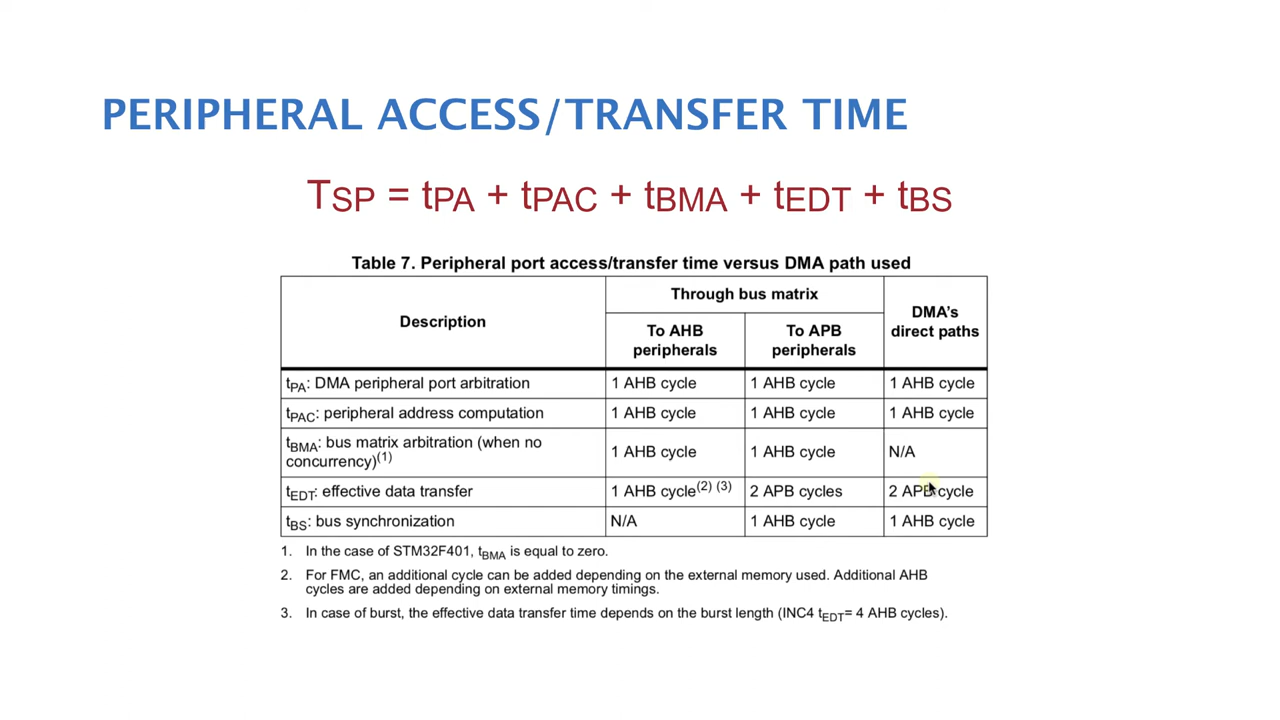 PERIPHERAL ACCESS/TRANSFER TIME
TSP = tPA + tPAC + tBMA + tEDT + tBS
Table 7. Peripheral port access/transfer time versus DMA path used
Description
Through bus matrix
DMA's
direct paths
To AHB
peripherals
To APB
peripherals
tPA: DMA peripheral port arbitration
1 AHB cycle
1 AHB cycle
1 AHB cycle
tPAC: peripheral address computation
1 AHB cycle
1 AHB cycle
1 AHB cycle
tBMA: bus matrix arbitration (when no
concurrency)(1)
1 AHB cycle
1 AHB cycle
N/A
tEDT: effective data transfer
1 AHB cycle(2) (3)
2 APB cycles
2 APB cycle
tBS: bus synchronization
N/A
1 AHB cycle
1 AHB cycle
1. In the case of STM32F401, tBMA is equal to zero.
2. For FMC, an additional cycle can be added depending on the external memory used. Additional AHB
cycles are added depending on external memory timings.
3. In case of burst, the effective data transfer time depends on the burst length (INC4 tEDT= 4 AHB cycles).